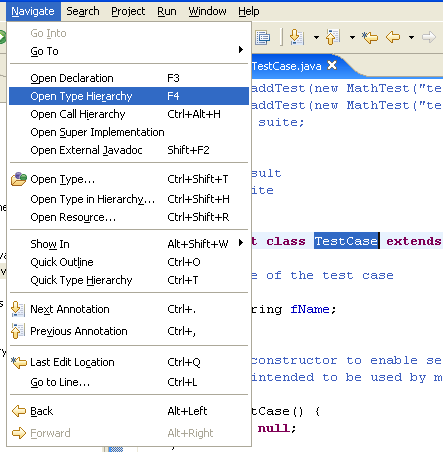 Navigate Search Project Run Window Help
Go Into
Go To
Open Declaration F3
Open Type Hierarchy F4
Open Call Hierarchy Ctrl+Alt+H
Open Super Implementation
Open External Javadoc Shift+F2
Open Type... Ctrl+Shift+T
Open Type in Hierarchy... Ctrl+Shift+H
Open Resource... Ctrl+Shift+R
Show In Alt+Shift+W
Quick Outline Ctrl+O
Quick Type Hierarchy Ctrl+T
Next Annotation Ctrl+.
Previous Annotation Ctrl+,
Last Edit Location Ctrl+Q
Go to Line... Ctrl+L
Back Alt+Left
Forward Alt+Right
TestCase.java
addTest(new MathTest("te
addTest(new MathTest("te
suite;
sult
ite
t class TestCase extends
e of the test case
ring fName;
constructor to enable se
intended to be used by m
tCase() {
null;